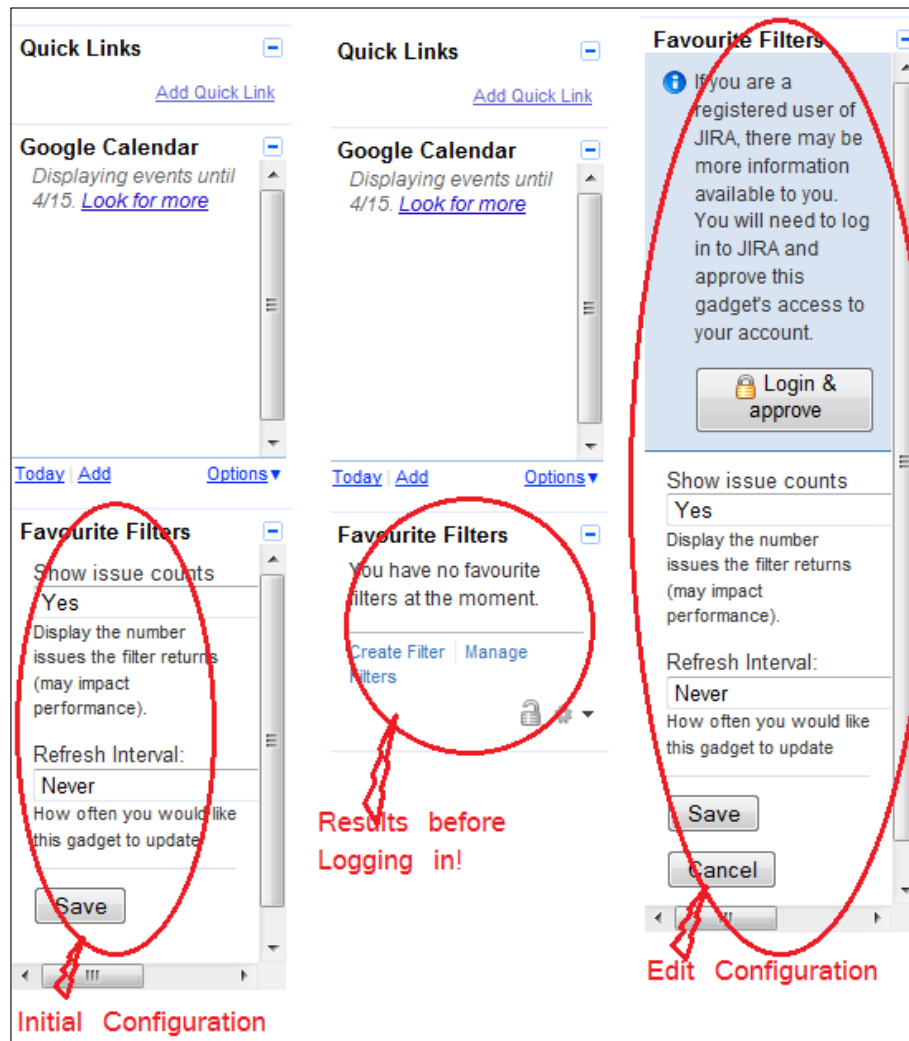 Quick Links
Add Quick Link
Google Calendar
Displaying events until
4/15. Look for more
Today | Add Options▼
Favourite Filters
Show issue counts
Yes
Display the number
issues the filter returns
(may impact
performance).
Refresh Interval:
Never
How often you would like
this gadget to update
Save
Initial Configuration
Quick Links
Add Quick Link
Google Calendar
Displaying events until
4/15. Look for more
Today | Add Options▼
Favourite Filters
You have no favourite
filters at the moment.
Create Filter | Manage
Filters
Results before
Logging in!
Favourite Filters
If you are a
registered user of
JIRA, there may be
more information
available to you.
You will need to log
in to JIRA and
approve this
gadget's access to
your account.
Login &
approve
Show issue counts
Yes
Display the number
issues the filter returns
(may impact
performance).
Refresh Interval:
Never
How often you would like
this gadget to update
Save
Cancel
Edit Configuration